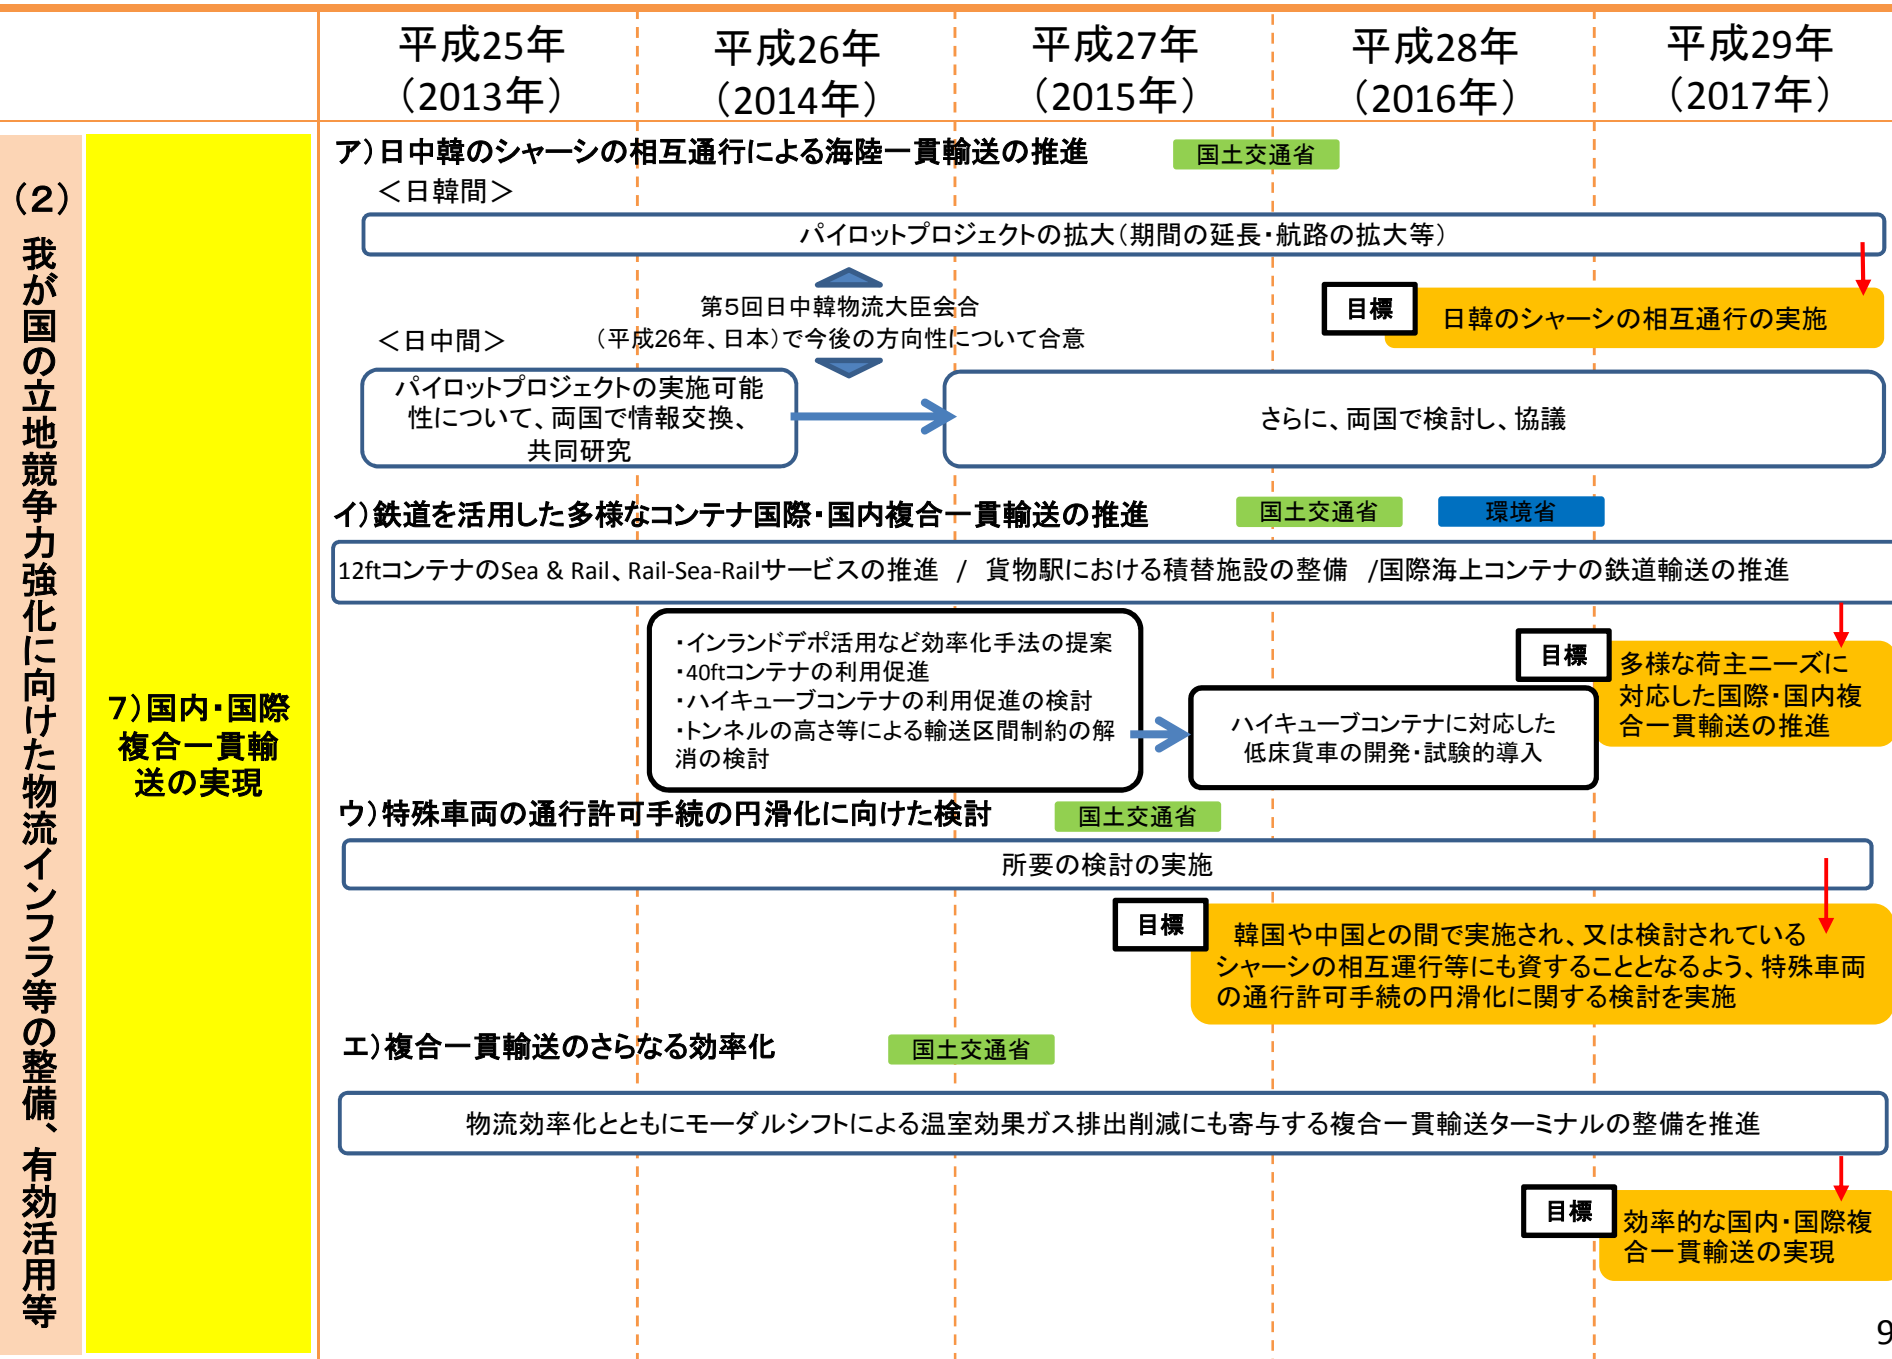 平成25年
（2013年）
平成26年
（2014年）
平成27年
（2015年）
平成28年
（2016年）
平成29年
（2017年）
（2）我が国の立地競争力強化に向けた物流インフラ等の整備、有効活用等
7）国内・国際
複合一貫輸
送の実現
ア）日中韓のシャーシの相互通行による海陸一貫輸送の推進
国土交通省
＜日韓間＞
パイロットプロジェクトの拡大（期間の延長・航路の拡大等）
第5回日中韓物流大臣会合
（平成26年、日本）で今後の方向性について合意
目標
日韓のシャーシの相互通行の実施
＜日中間＞
パイロットプロジェクトの実施可能
性について、両国で情報交換、
共同研究
さらに、両国で検討し、協議
イ）鉄道を活用した多様なコンテナ国際・国内複合一貫輸送の推進
国土交通省
環境省
12ftコンテナのSea & Rail、Rail-Sea-Railサービスの推進 / 貨物駅における積替施設の整備 /国際海上コンテナの鉄道輸送の推進
・インランドデポ活用など効率化手法の提案
・40ftコンテナの利用促進
・ハイキューブコンテナの利用促進の検討
・トンネルの高さ等による輸送区間制約の解
消の検討
ハイキューブコンテナに対応した
低床貨車の開発・試験的導入
目標
多様な荷主ニーズに
対応した国際・国内複
合一貫輸送の推進
ウ）特殊車両の通行許可手続の円滑化に向けた検討
国土交通省
所要の検討の実施
目標
韓国や中国との間で実施され、又は検討されている
シャーシの相互運行等にも資することとなるよう、特殊車両
の通行許可手続の円滑化に関する検討を実施
エ）複合一貫輸送のさらなる効率化
国土交通省
物流効率化とともにモーダルシフトによる温室効果ガス排出削減にも寄与する複合一貫輸送ターミナルの整備を推進
目標
効率的な国内・国際複
合一貫輸送の実現
9